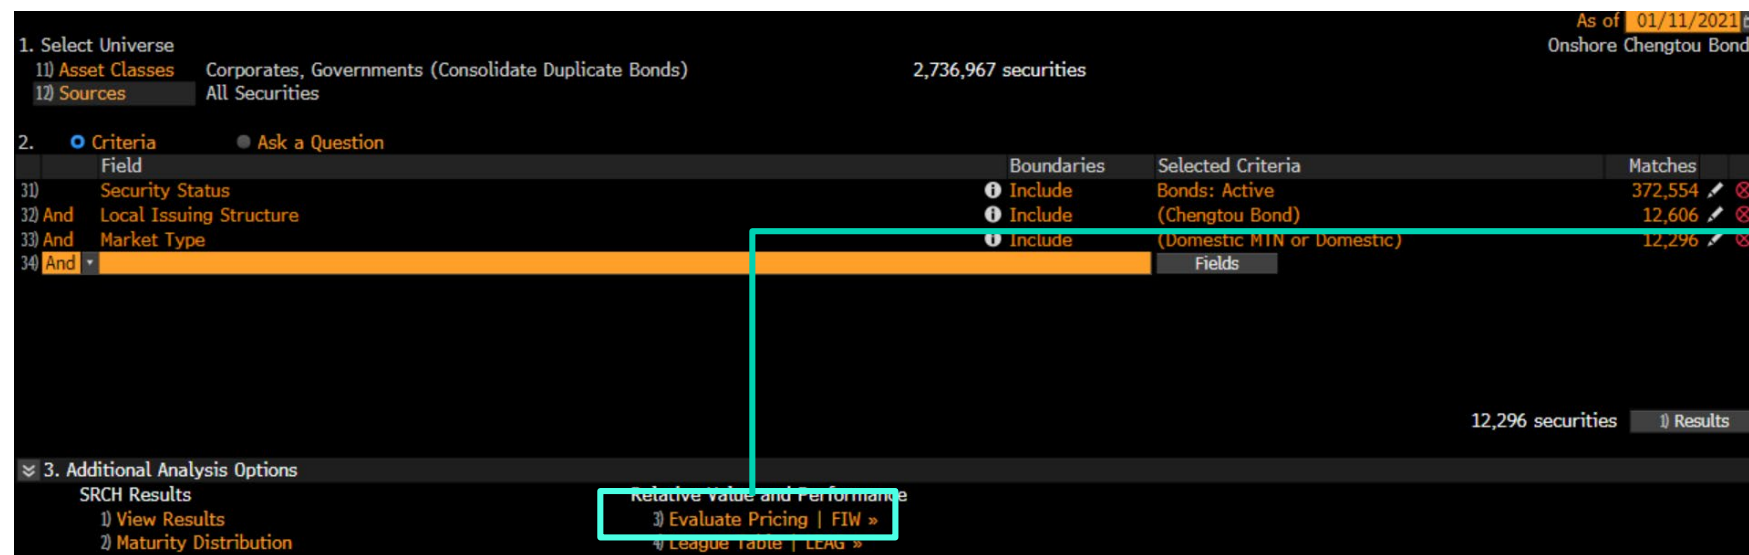 As of 01/11/2021
1. Select Universe Onshore Chengtou Bond
11) Asset Classes Corporates, Governments (Consolidate Duplicate Bonds) 2,736,967 securities
12) Sources All Securities
2. Criteria Ask a Question
Field Boundaries Selected Criteria Matches
31) Security Status Include Bonds: Active 372,554
32) And Local Issuing Structure Include (Chengtou Bond) 12,606
33) And Market Type Include (Domestic MTN or Domestic) 12,296
34) And Fields
12,296 securities 1) Results
3. Additional Analysis Options
SRCH Results Relative Value and Performance
1) View Results 3) Evaluate Pricing | FIW »
2) Maturity Distribution 4) League Table | LEAG »